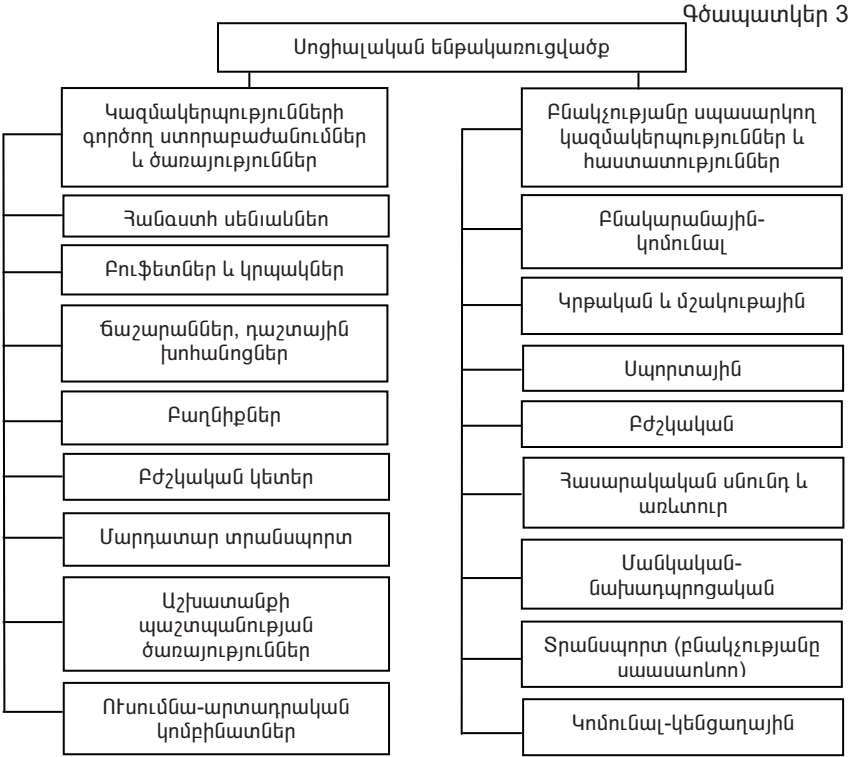 Գծապատկեր 3
Սոցիալական ենթակառուցվածք
Կազմակերպությունների
գործող ստորաբաժանումներ
և ծառայություններ
Հանգստի սենյակներ
Բուֆետներ և կրպակներ
Ճաշարաններ, դաշտային
խոհանոցներ
Բաղնիքներ
Բժշկական կետեր
Մարդատար տրանսպորտ
Աշխատանքի
պաշտպանության
ծառայություններ
Ուսումնա-արտադրական
կոմբինատներ
Բնակչությանը սպասարկող
կազմակերպություններ և
հաստատություններ
Բնակարանային-
կոմունալ
Կրթական և մշակութային
Սպորտային
Բժշկական
Հասարակական սնունդ և
առևտուր
Մանկական-
նախադպրոցական
Տրանսպորտ (բնակչությանը
սպասարկող)
Կոմունալ-կենցաղային